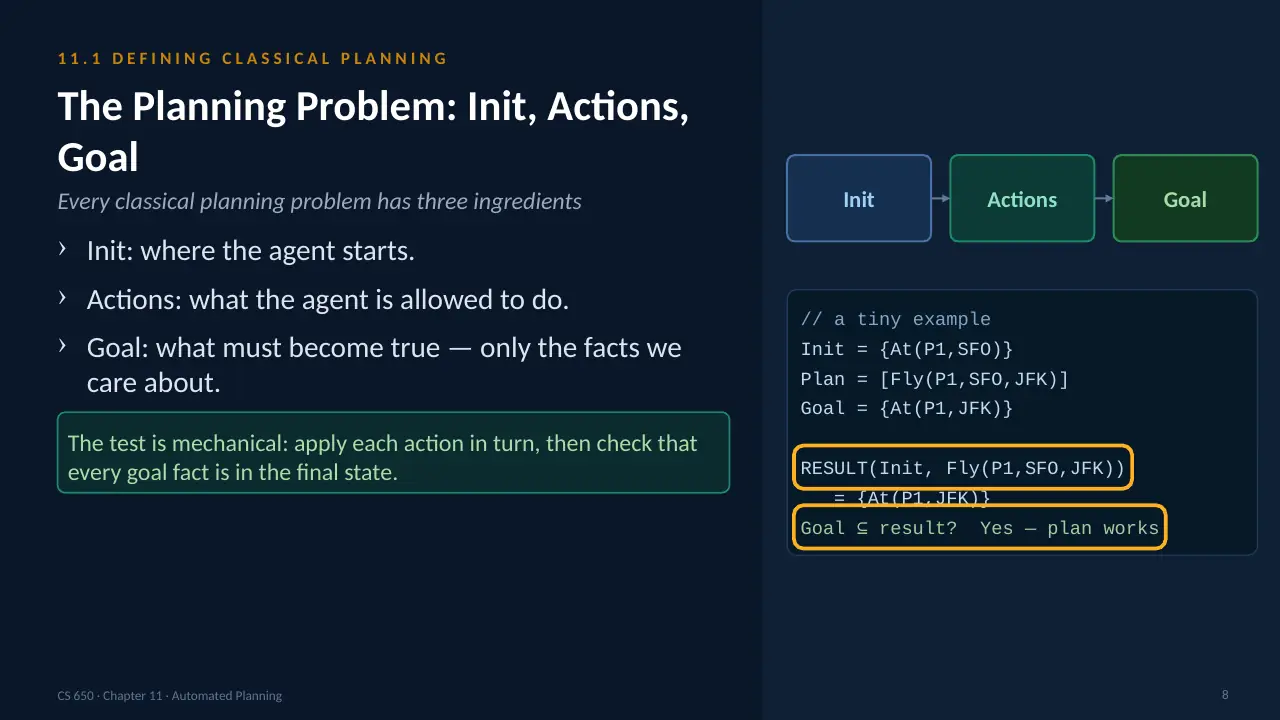 11.1 DEFINING CLASSICAL PLANNING
The Planning Problem: Init, Actions,
Goal
Every classical planning problem has three ingredients
› Init: where the agent starts.
› Actions: what the agent is allowed to do.
› Goal: what must become true — only the facts we
care about.
The test is mechanical: apply each action in turn, then check that
every goal fact is in the final state.
Init
Actions
Goal
// a tiny example
Init = {At(P1,SFO)}
Plan = [Fly(P1,SFO,JFK)]
Goal = {At(P1,JFK)}
RESULT(Init, Fly(P1,SFO,JFK))
= {At(P1,JFK)}
Goal ⊆ result?  Yes — plan works
CS 650 · Chapter 11 · Automated Planning
8